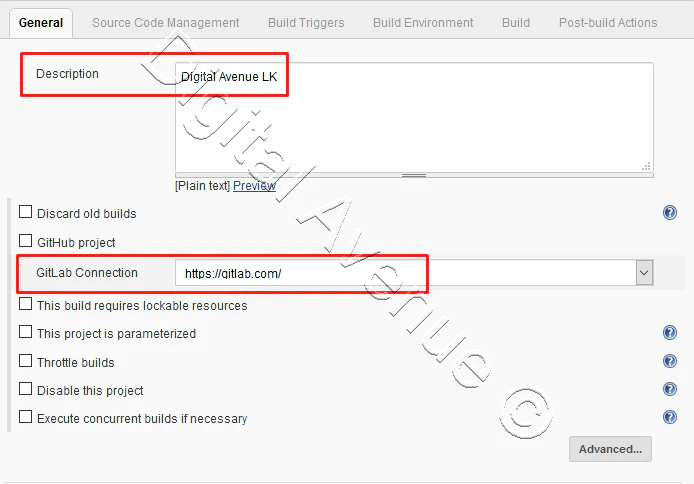 General Source Code Management Build Triggers Build Environment Build Post-build Actions
Description
Digital Avenue LK
[Plain text] Preview
Discard old builds
GitHub project
GitLab Connection https://gitlab.com/
This build requires lockable resources
This project is parameterized
Throttle builds
Disable this project
Execute concurrent builds if necessary
Advanced...
Digital Avenue ©